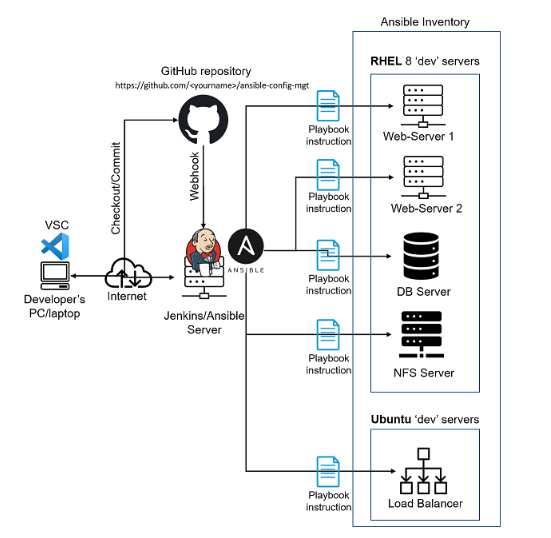 Ansible Inventory
RHEL 8 'dev' servers
GitHub repository
https://github.com/<yourname>/ansible-config-mgt
Playbook
instruction
Web-Server 1
Checkout/Commit
Webhook
Playbook
instruction
Web-Server 2
VSC
ANSIBLE
Developer's
PC/laptop
Internet
Jenkins/Ansible
Server
Playbook
instruction
DB Server
Playbook
instruction
NFS Server
Ubuntu 'dev' servers
Playbook
instruction
Load Balancer